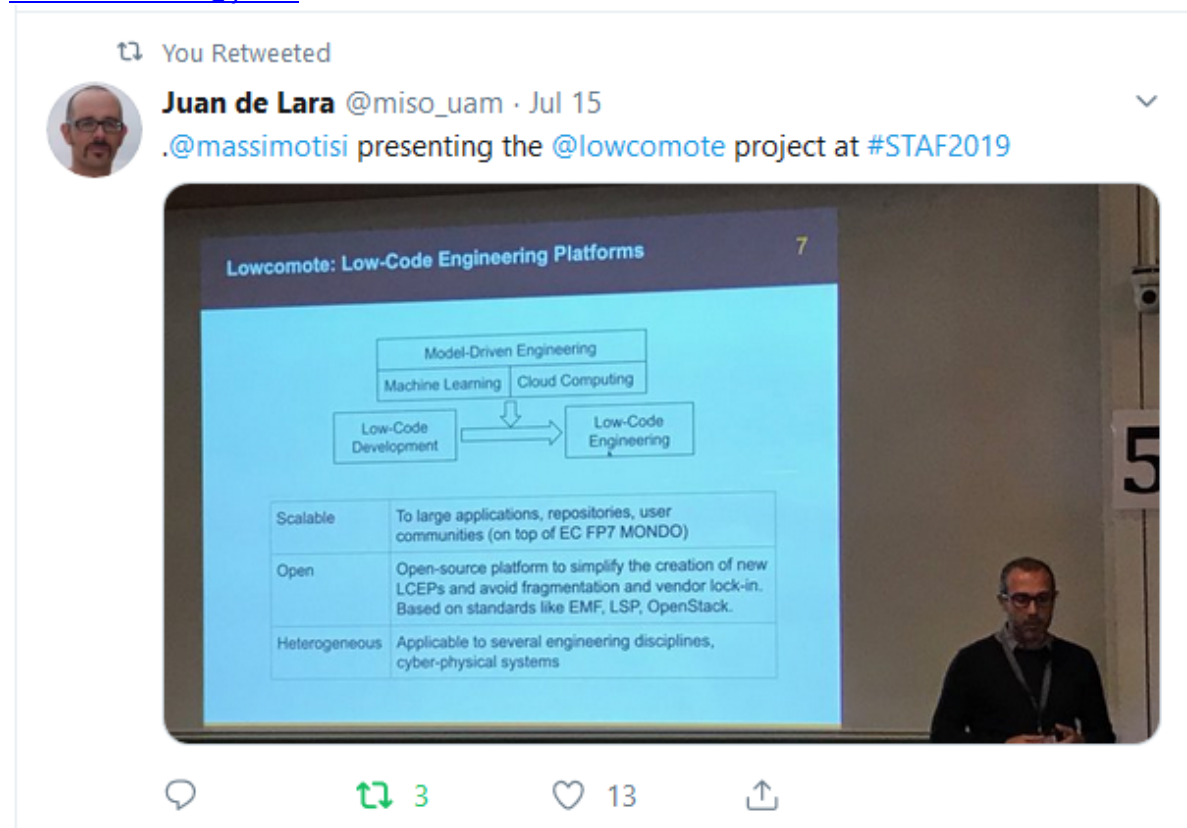 You Retweeted
Juan de Lara @miso_uam · Jul 15
.@massimotisi presenting the @lowcomote project at #STAF2019
Lowcomote: Low-Code Engineering Platforms
7
Model-Driven Engineering
Machine Learning
Cloud Computing
Low-Code
Development
Low-Code
Engineering
Scalable
To large applications, repositories, user
communities (on top of EC FP7 MONDO)
Open
Open-source platform to simplify the creation of new
LCEPs and avoid fragmentation and vendor lock-in.
Based on standards like EMF, LSP, OpenStack.
Heterogeneous
Applicable to several engineering disciplines,
cyber-physical systems
5
3
13